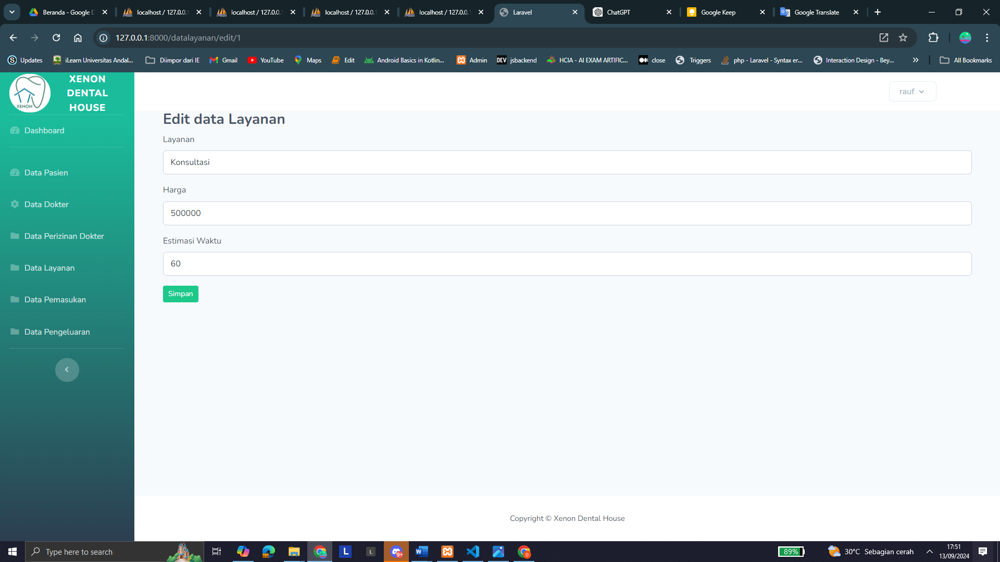 Beranda - Google D
localhost / 127.0.0.1
localhost / 127.0.0.1
localhost / 127.0.0.1
localhost / 127.0.0.1
Laravel
ChatGPT
Google Keep
Google Translate
127.0.0.1:8000/datalayanan/edit/1
Updates
iLearn Universitas Andal...
Diimpor dari IE
Gmail
YouTube
Maps
Edit
Android Basics in Kotlin...
Admin
DEV jsbackend
HCIA - AI EXAM ARTIFIC...
close
Triggers
php - Laravel - Syntax er...
Interaction Design - Bey...
All Bookmarks
XENON
XENON
DENTAL
HOUSE
rauf
Dashboard
Data Pasien
Data Dokter
Data Perizinan Dokter
Data Layanan
Data Pemasukan
Data Pengeluaran
Edit data Layanan
Layanan
Konsultasi
Harga
500000
Estimasi Waktu
60
Simpan
Copyright © Xenon Dental House
Type here to search
L
L
9+
W
D
89%
30°C Sebagian cerah
17:51
13/09/2024